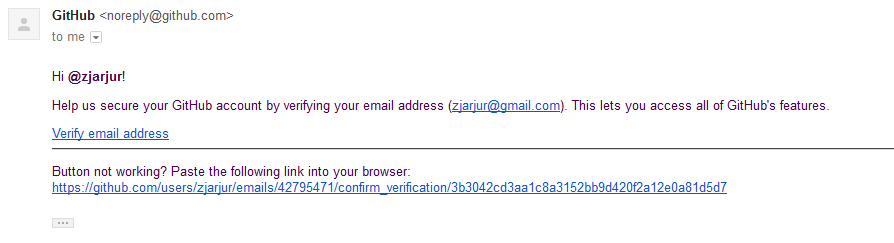 GitHub <noreply@github.com>
to me
Hi @zjarjur!
Help us secure your GitHub account by verifying your email address (zjarjur@gmail.com). This lets you access all of GitHub's features.
Verify email address
Button not working? Paste the following link into your browser:
https://github.com/users/zjarjur/emails/42795471/confirm_verification/3b3042cd3aa1c8a3152bb9d420f2a12e0a81d5d7